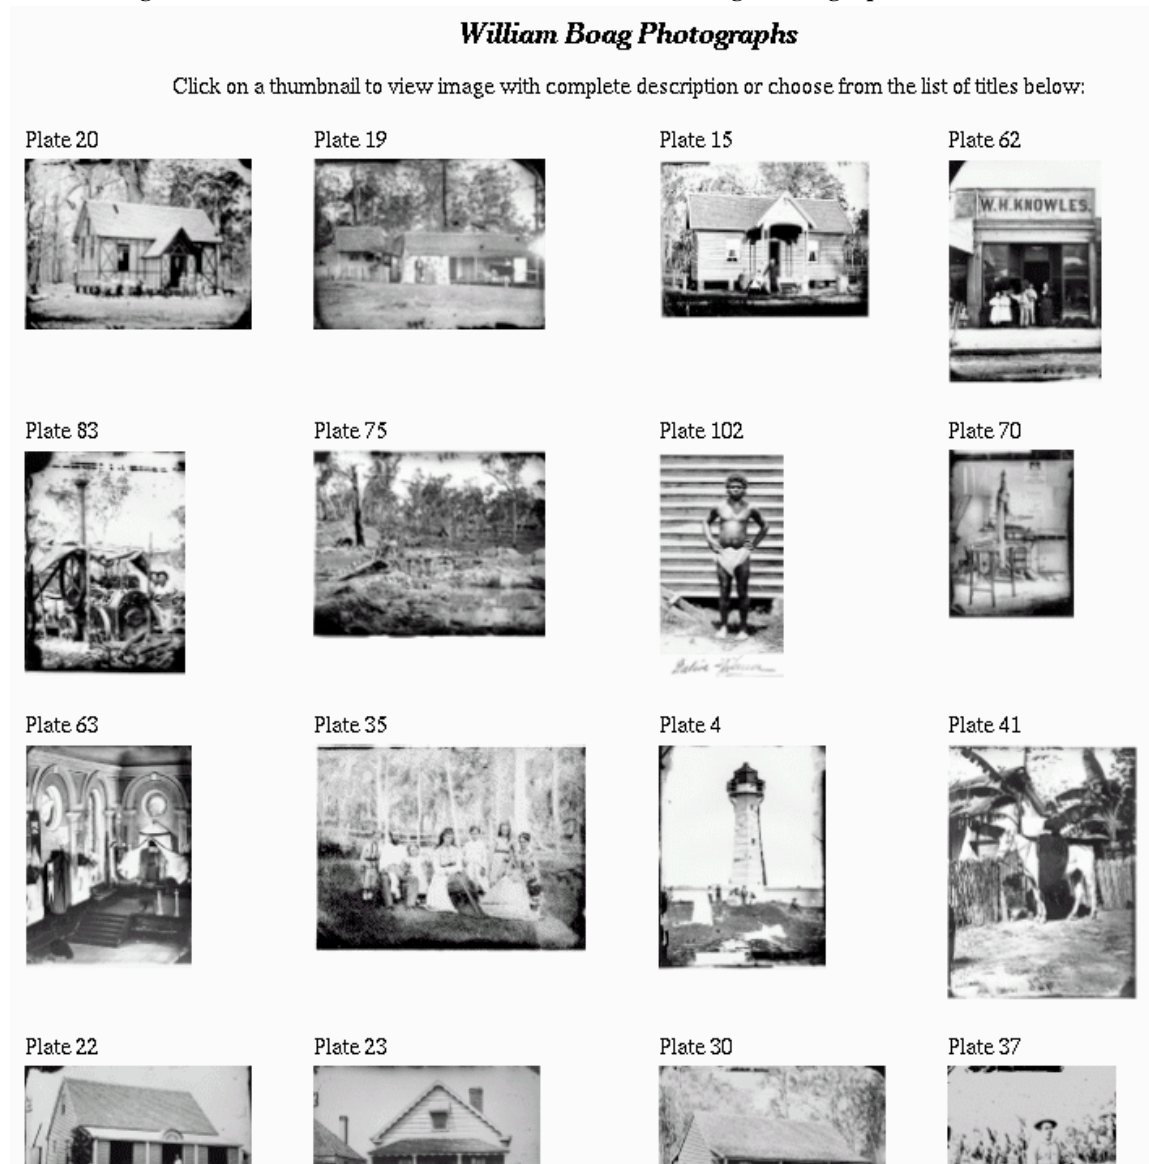 William Boag Photographs
Click on a thumbnail to view image with complete description or choose from the list of titles below:
Plate 20
Plate 19
Plate 15
Plate 62
W.H.KNOWLES.
Plate 83
Plate 75
Plate 102
Plate 70
Plate 63
Plate 35
Plate 4
Plate 41
Plate 22
Plate 23
Plate 30
Plate 37